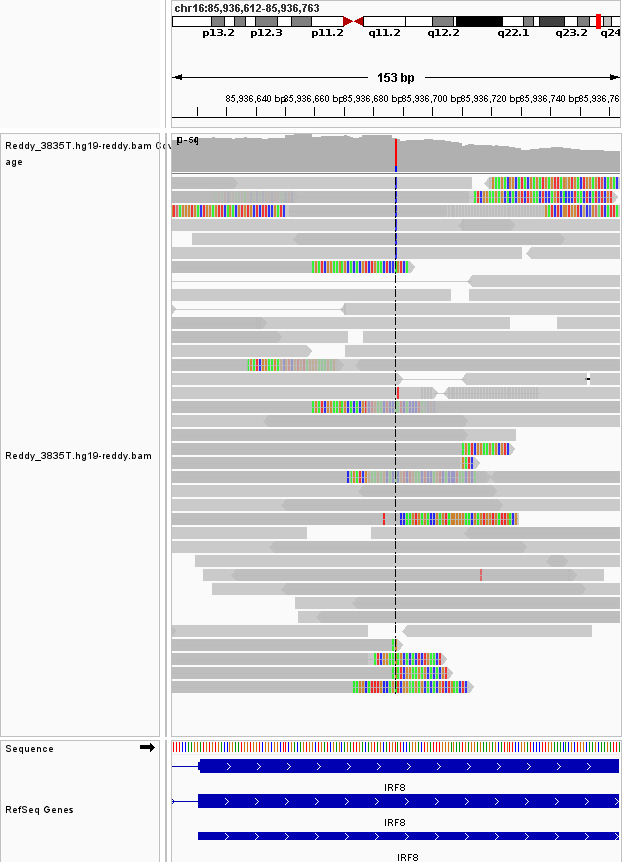 chr16:85,936,612-85,936,763
p13.2 p12.3 p11.2 q11.2 q12.2 q22.1 q23.2 q24
153 bp
85,936,640 bp 85,936,660 bp 85,936,680 bp 85,936,700 bp 85,936,720 bp 85,936,740 bp 85,936,76
Reddy_3835T.hg19-reddy.bam
age
Reddy_3835T.hg19-reddy.bam
Sequence
IRF8
RefSeq Genes
IRF8
IRF8